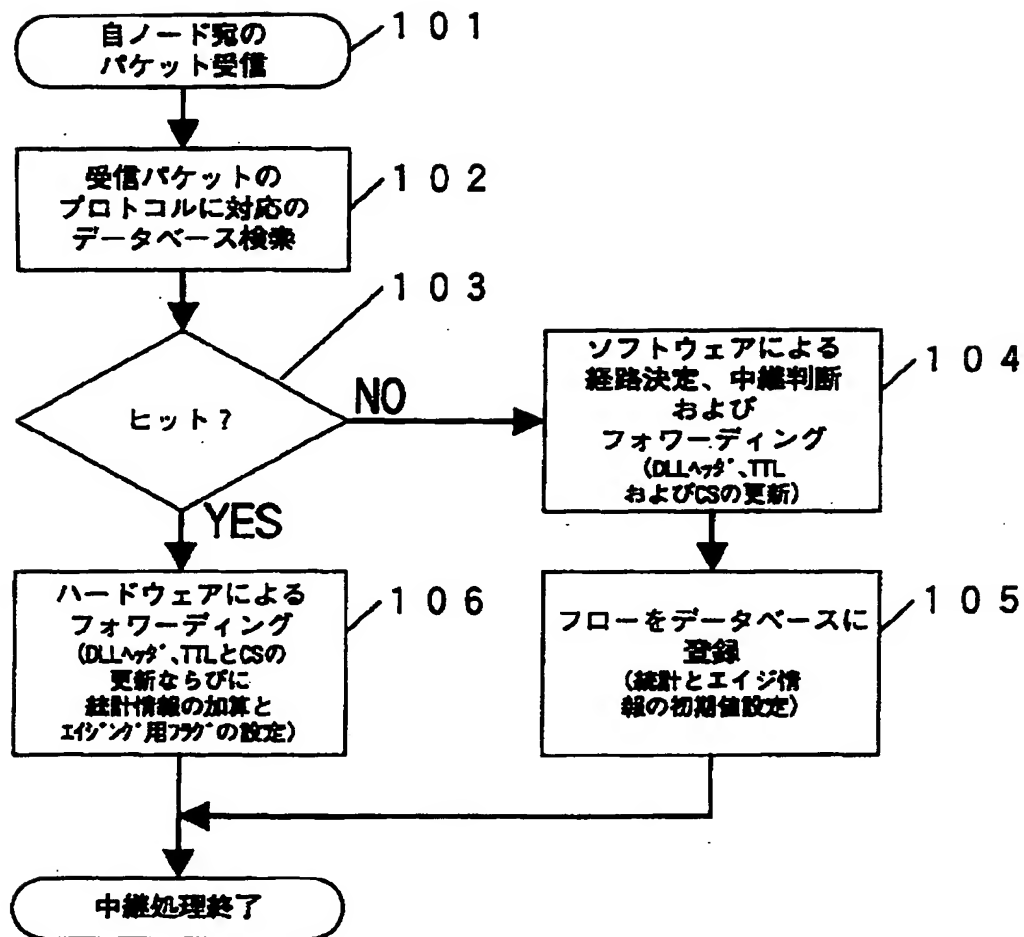 自ノード宛の
パケット受信
101
受信パケットの
プロトコルに対応の
データベース検索
102
ヒット?
103
NO
YES
ソフトウェアによる
経路決定、中継判断
および
フォワーディング
(DLLヘッダ、TTL
およびCSの更新)
104
フローをデータベースに
登録
(統計とエイジ情
報の初期値設定)
105
ハードウェアによる
フォワーディング
(DLLヘッダ、TTLとCSの
更新ならびに
統計情報の加算と
エイジング用フラグの設定)
106
中継処理終了